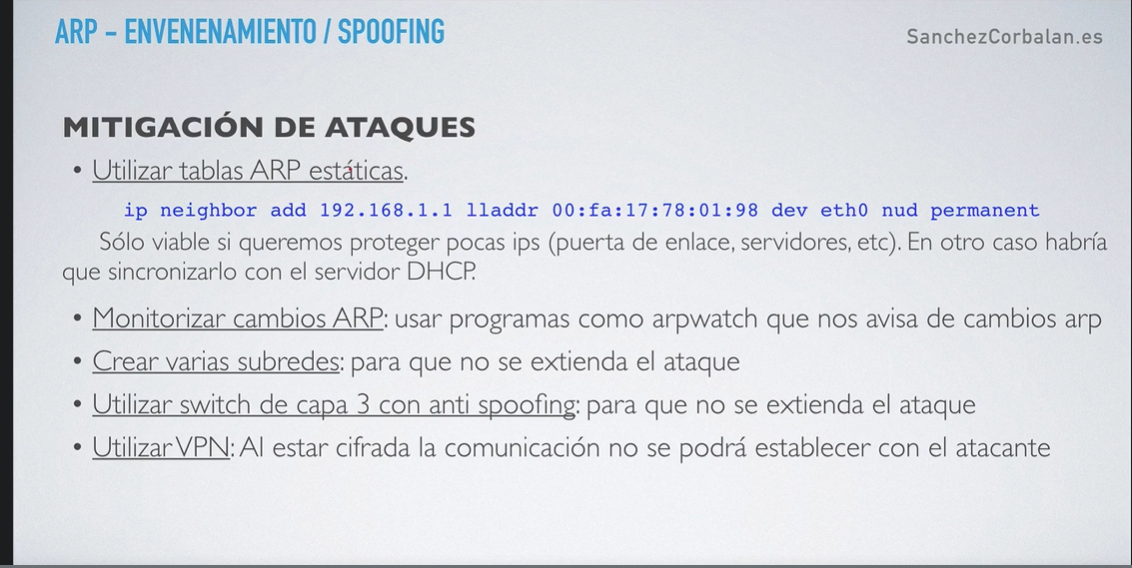 ARP - ENVENENAMIENTO / SPOOFING
SanchezCorbalan.es
MITIGACIÓN DE ATAQUES
• Utilizar tablas ARP estáticas.
ip neighbor add 192.168.1.1 lladdr 00:fa:17:78:01:98 dev eth0 nud permanent
Sólo viable si queremos proteger pocas ips (puerta de enlace, servidores, etc). En otro caso habría
que sincronizarlo con el servidor DHCP.
• Monitorizar cambios ARP: usar programas como arpwatch que nos avisa de cambios arp
• Crear varias subredes: para que no se extienda el ataque
• Utilizar switch de capa 3 con anti spoofing: para que no se extienda el ataque
• Utilizar VPN: Al estar cifrada la comunicación no se podrá establecer con el atacante